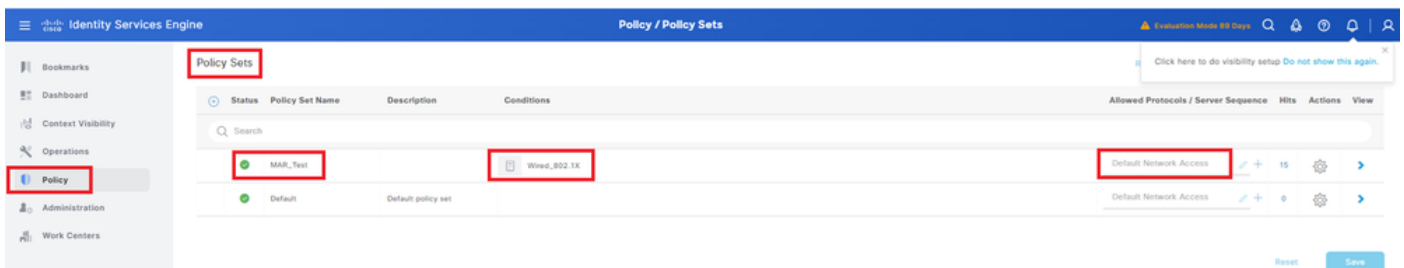 cisco Identity Services Engine
Policy / Policy Sets
Evaluation Mode 89 Days
Bookmarks
Dashboard
Context Visibility
Operations
Policy
Administration
Work Centers
Policy Sets
Click here to do visibility setup Do not show this again.
Status Policy Set Name Description Conditions Allowed Protocols / Server Sequence Hits Actions View
Search
MAR_Test Wired_802.1X Default Network Access 15
Default Default policy set Default Network Access 0
Reset Save